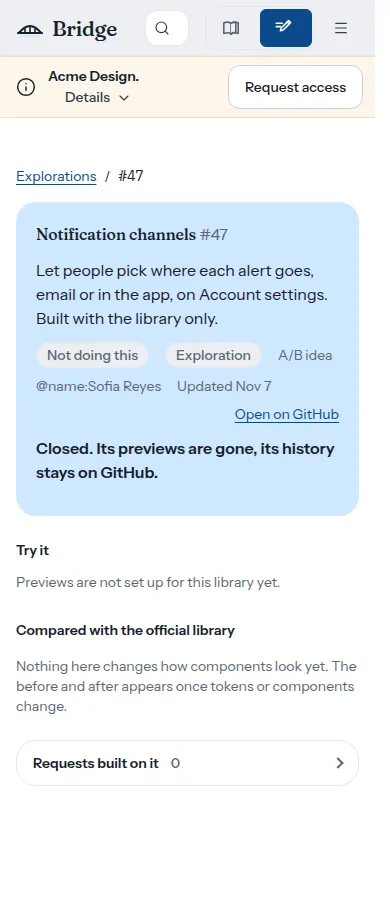 Bridge
Acme Design.
Details
Request access
Explorations / #47
Notification channels #47
Let people pick where each alert goes,
email or in the app, on Account settings.
Built with the library only.
Not doing this Exploration A/B idea
@name:Sofia Reyes Updated Nov 7
Open on GitHub
Closed. Its previews are gone, its history
stays on GitHub.
Try it
Previews are not set up for this library yet.
Compared with the official library
Nothing here changes how components look yet. The
before and after appears once tokens or components
change.
Requests built on it 0